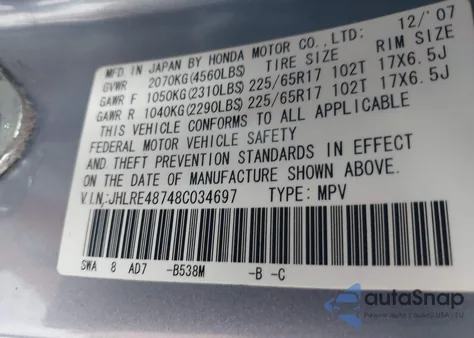 MFD. IN JAPAN BY HONDA MOTOR CO., LTD: 12/'07
GVWR 2070KG(4560LBS) TIRE SIZE RIM SIZE
GAWR F 1050KG(2310LBS) 225/65R17 102T 17X6.5J
GAWR R 1040KG(2290LBS) 225/65R17 102T 17X6.5J
THIS VEHICLE CONFORMS TO ALL APPLICABLE
FEDERAL MOTOR VEHICLE SAFETY
AND THEFT PREVENTION STANDARDS IN EFFECT
ON THE DATE OF MANUFACTURE SHOWN ABOVE.
V.I.N.:JHLRE48748C034697 TYPE: MPV
SWA 8 AD7 -B538M -B -C
autoSnap